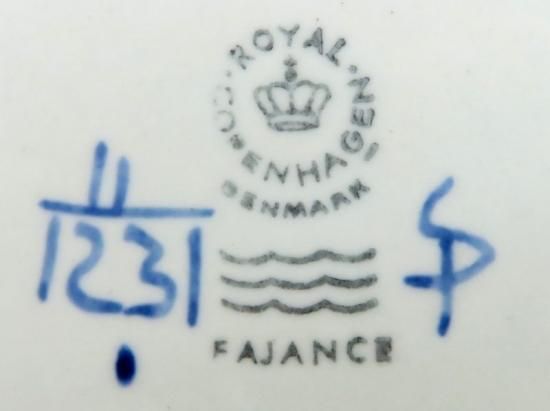 ROYAL COPENHAGEN
DENMARK
11
1231
FAJANCE